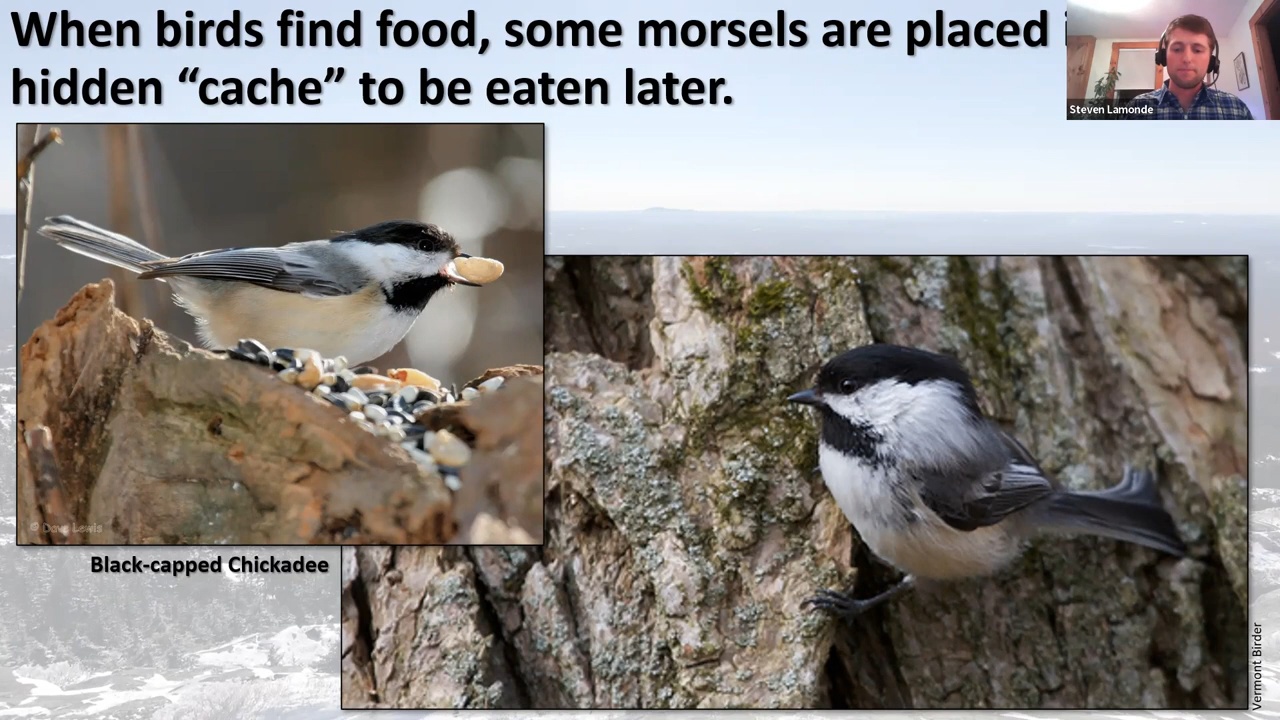 When birds find food, some morsels are placed
hidden “cache” to be eaten later.
Steven Lamonde
© Dave Lewis
Black-capped Chickadee
Vermont Birder